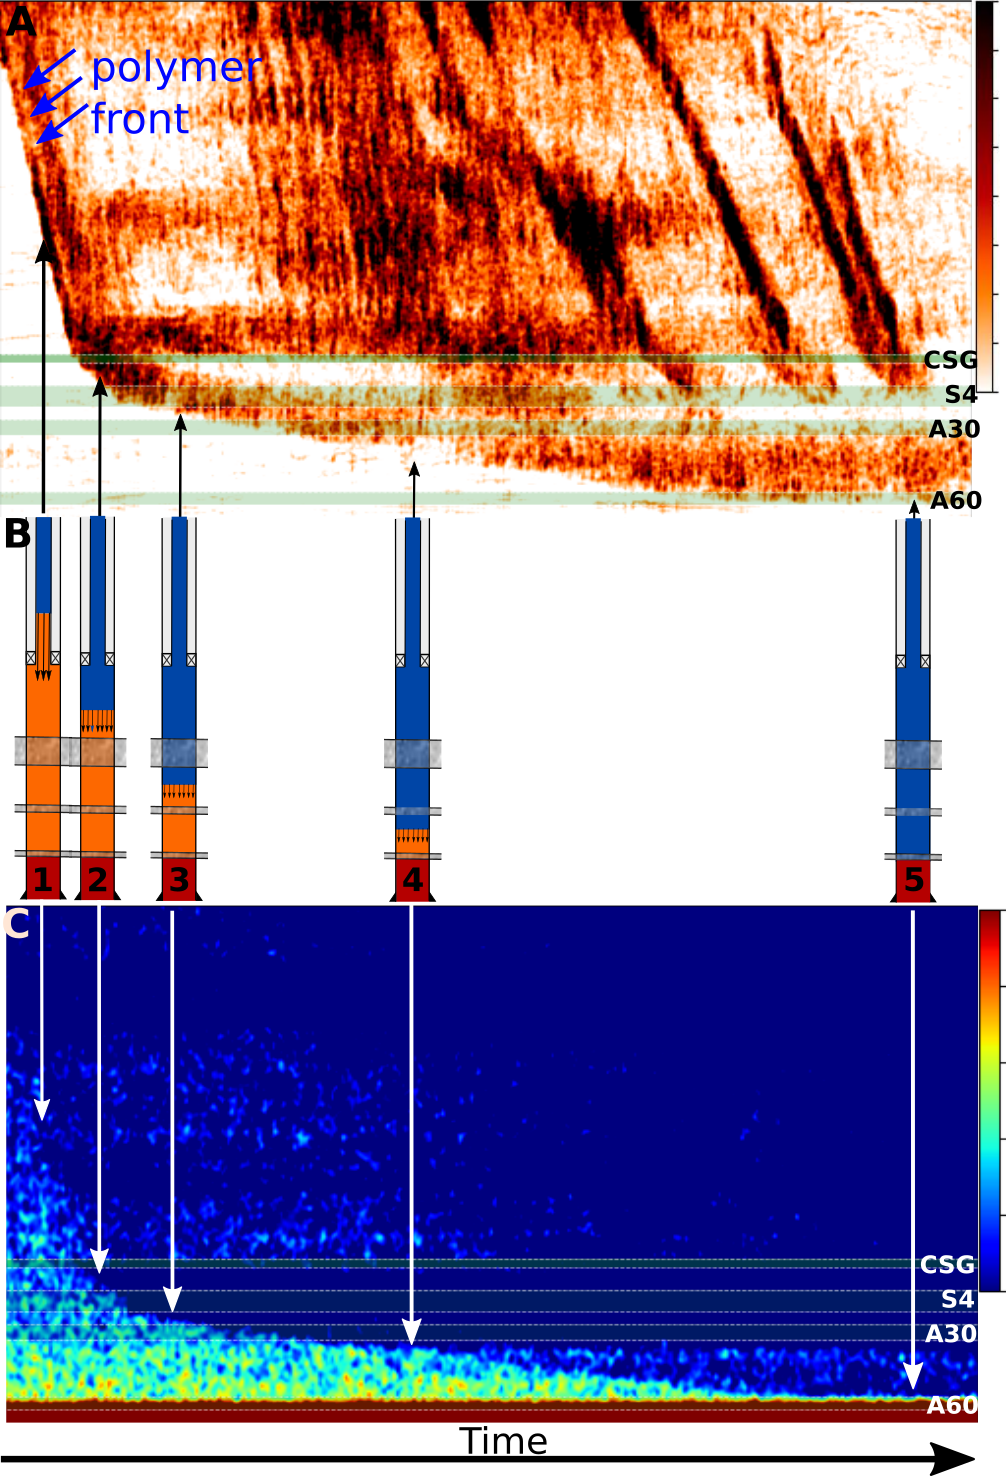 A
polymer
front
CSG
S4
A30
A60
B
1 2 3 4 5
C
CSG
S4
A30
A60
Time